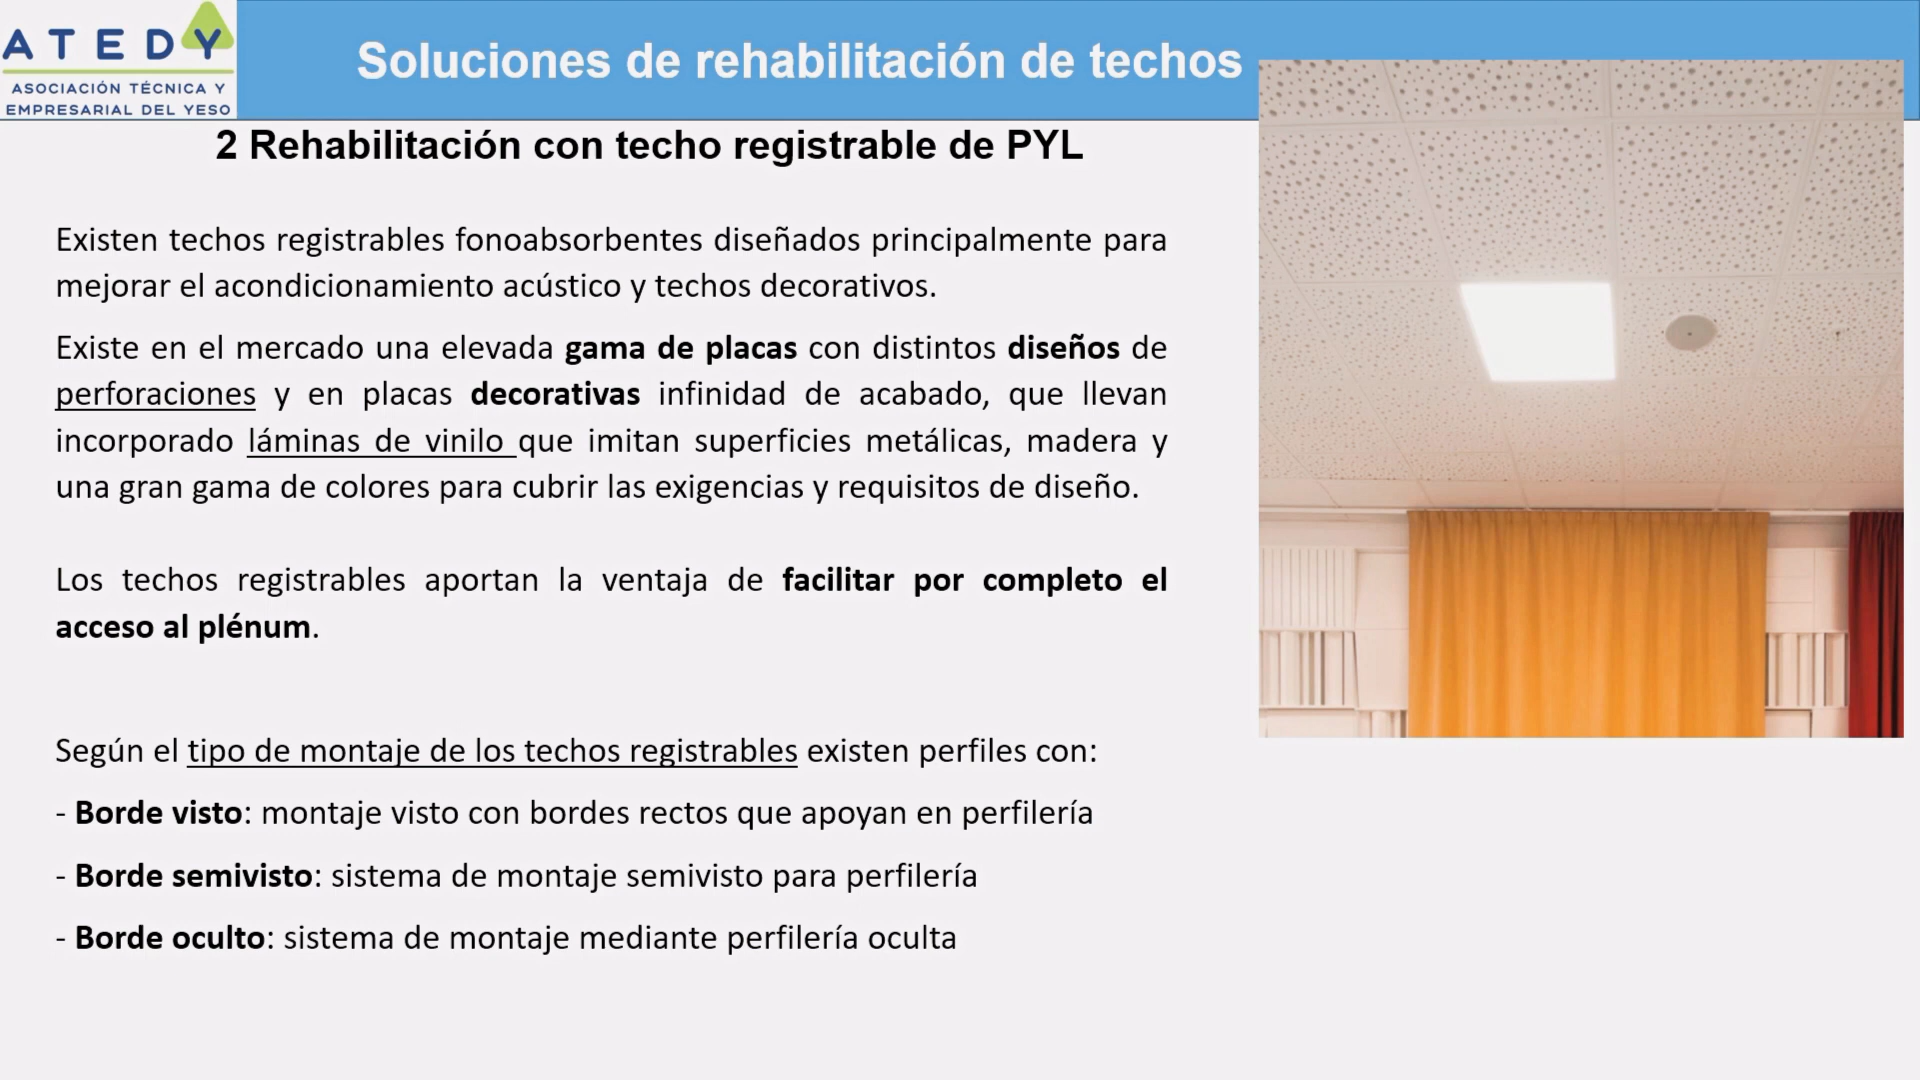 ATEDY
ASOCIACIÓN TÉCNICA Y
EMPRESARIAL DEL YESO
Soluciones de rehabilitación de techos
2 Rehabilitación con techo registrable de PYL
Existen techos registrables fonoabsorbentes diseñados principalmente para
mejorar el acondicionamiento acústico y techos decorativos.
Existe en el mercado una elevada gama de placas con distintos diseños de
perforaciones y en placas decorativas infinidad de acabado, que llevan
incorporado láminas de vinilo que imitan superficies metálicas, madera y
una gran gama de colores para cubrir las exigencias y requisitos de diseño.
Los techos registrables aportan la ventaja de facilitar por completo el
acceso al plénum.
Según el tipo de montaje de los techos registrables existen perfiles con:
- Borde visto: montaje visto con bordes rectos que apoyan en perfilería
- Borde semivisto: sistema de montaje semivisto para perfilería
- Borde oculto: sistema de montaje mediante perfilería oculta